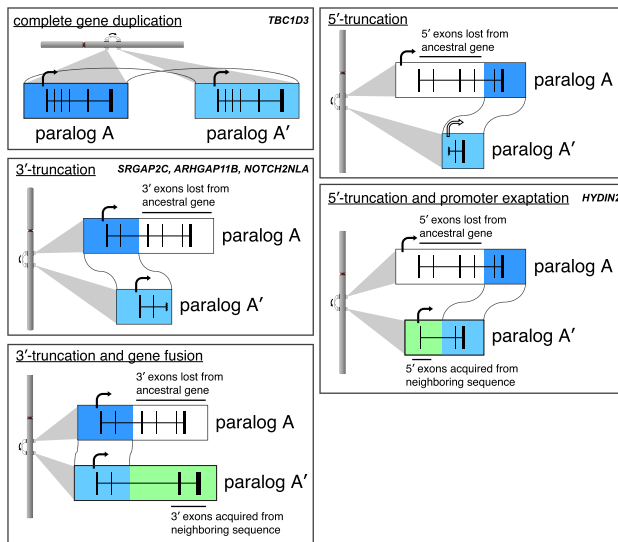 complete gene duplication
TBC1D3
paralog A
paralog A′
3′-truncation
SRGAP2C, ARHGAP11B, NOTCH2NLA
3′ exons lost from
ancestral gene
paralog A
paralog A′
3′-truncation and gene fusion
3′ exons lost from
ancestral gene
paralog A
paralog A′
3′ exons acquired from
neighboring sequence
5′-truncation
5′ exons lost from
ancestral gene
paralog A
paralog A′
5′-truncation and promoter exaptation
HYDIN2
5′ exons lost from
ancestral gene
paralog A
paralog A′
5′ exons acquired from
neighboring sequence